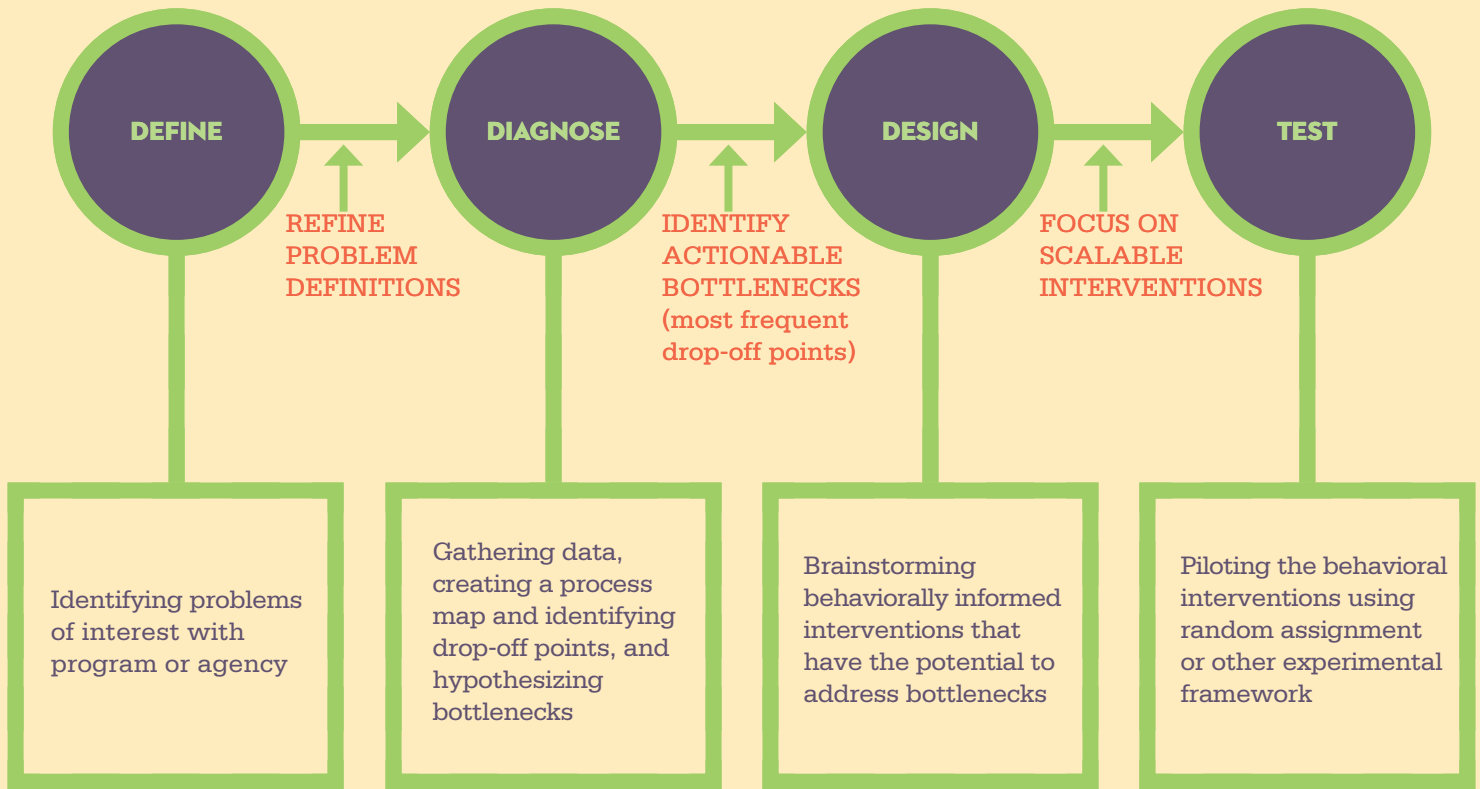 DEFINE
DIAGNOSE
DESIGN
TEST
REFINE
PROBLEM
DEFINITIONS
IDENTIFY
ACTIONABLE
BOTTLENECKS
(most frequent
drop-off points)
FOCUS ON
SCALABLE
INTERVENTIONS
Identifying problems
of interest with
program or agency
Gathering data,
creating a process
map and identifying
drop-off points, and
hypothesizing
bottlenecks
Brainstorming
behaviorally informed
interventions that
have the potential to
address bottlenecks
Piloting the behavioral
interventions using
random assignment
or other experimental
framework